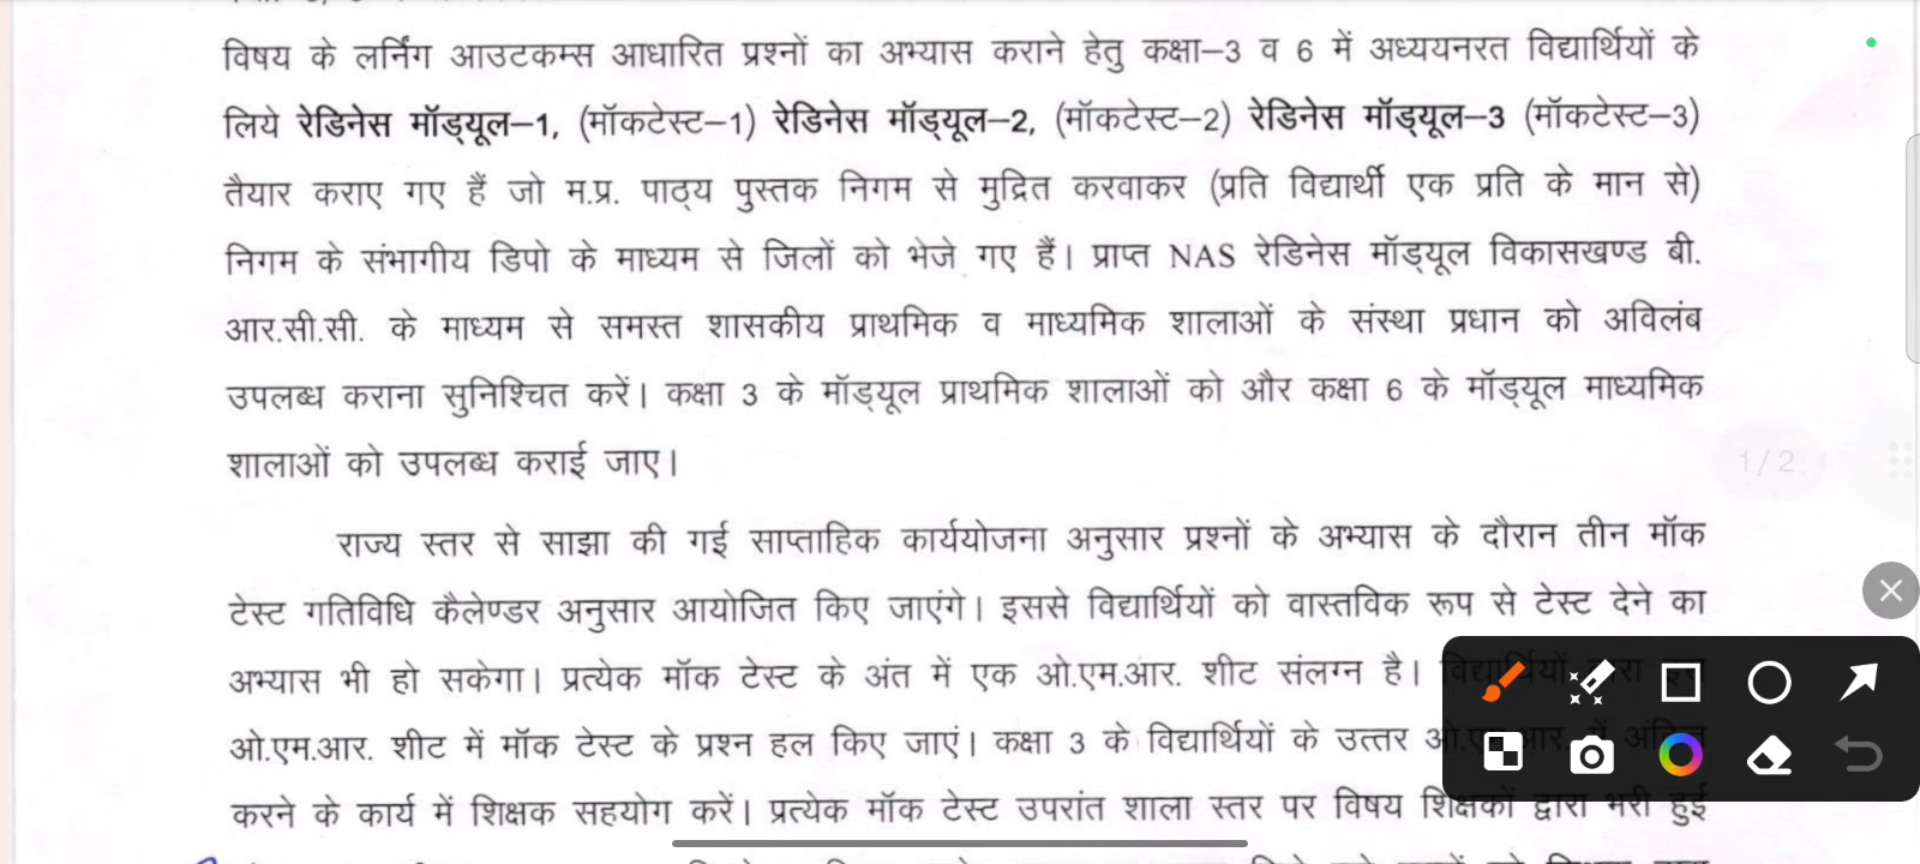 विषय के लर्निंग आउटकम्स आधारित प्रश्नों का अभ्यास कराने हेतु कक्षा–3 व 6 में अध्ययनरत विद्यार्थियों के
लिये रेडिनेस मॉड्यूल–1, (मॉकटेस्ट–1) रेडिनेस मॉड्यूल–2, (मॉकटेस्ट–2) रेडिनेस मॉड्यूल–3 (मॉकटेस्ट–3)
तैयार कराए गए हैं जो म.प्र. पाठ्य पुस्तक निगम से मुद्रित करवाकर (प्रति विद्यार्थी एक प्रति के मान से)
निगम के संभागीय डिपो के माध्यम से जिलों को भेजे गए हैं। प्राप्त NAS रेडिनेस मॉड्यूल विकासखण्ड बी.
आर.सी.सी. के माध्यम से समस्त शासकीय प्राथमिक व माध्यमिक शालाओं के संस्था प्रधान को अविलंब
उपलब्ध कराना सुनिश्चित करें। कक्षा 3 के मॉड्यूल प्राथमिक शालाओं को और कक्षा 6 के मॉड्यूल माध्यमिक
शालाओं को उपलब्ध कराई जाए।
1/2
राज्य स्तर से साझा की गई साप्ताहिक कार्ययोजना अनुसार प्रश्नों के अभ्यास के दौरान तीन मॉक
टेस्ट गतिविधि कैलेण्डर अनुसार आयोजित किए जाएंगे। इससे विद्यार्थियों को वास्तविक रूप से टेस्ट देने का
अभ्यास भी हो सकेगा। प्रत्येक मॉक टेस्ट के अंत में एक ओ.एम.आर. शीट संलग्न है। विद्यार्थियों
ओ.एम.आर. शीट में मॉक टेस्ट के प्रश्न हल किए जाएं। कक्षा 3 के विद्यार्थियों के उत्तर
करने के कार्य में शिक्षक सहयोग करें। प्रत्येक मॉक टेस्ट उपरांत शाला स्तर पर विषय शिक्षकों द्वारा भरी हुई